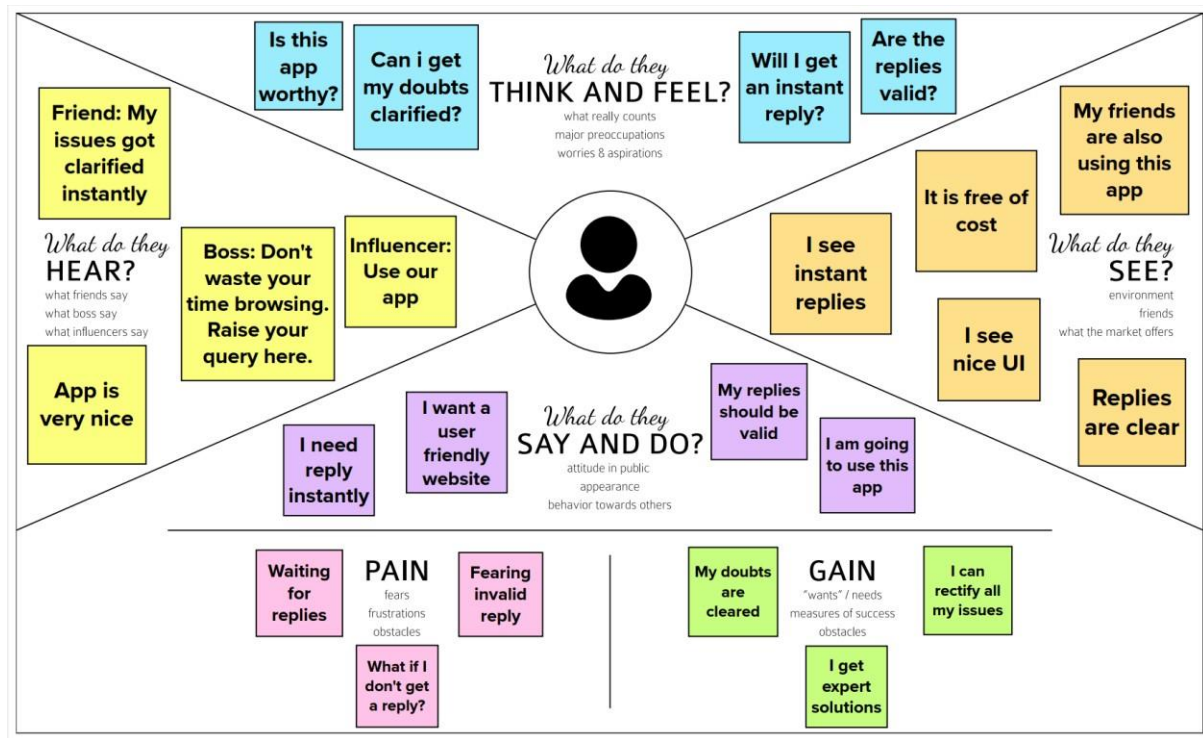 Is this
app
worthy?
Can i get
my doubts
clarified?
What do they
THINK AND FEEL?
what really counts
major preoccupations
worries & aspirations
Will I get
an instant
reply?
Are the
replies
valid?
Friend: My
issues got
clarified
instantly
What do they
HEAR?
what friends say
what boss say
what influencers say
Boss: Don't
waste your
time browsing.
Raise your
query here.
Influencer:
Use our
app
App is
very nice
My friends
are also
using this
app
It is free of
cost
I see
instant
replies
What do they
SEE?
environment
friends
what the market offers
I see
nice UI
Replies
are clear
I need
reply
instantly
I want a
user
friendly
website
What do they
SAY AND DO?
attitude in public
appearance
behavior towards others
My replies
should be
valid
I am going
to use this
app
Waiting
for
replies
PAIN
fears
frustrations
obstacles
Fearing
invalid
reply
What if I
don't get
a reply?
My doubts
are
cleared
GAIN
"wants" / needs
measures of success
obstacles
I can
rectify all
my issues
I get
expert
solutions